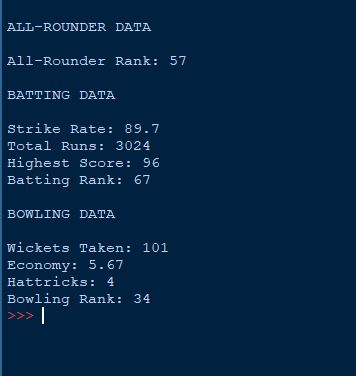 ALL-ROUNDER DATA
All-Rounder Rank: 57
BATTING DATA
Strike Rate: 89.7
Total Runs: 3024
Highest Score: 96
Batting Rank: 67
BOWLING DATA
Wickets Taken: 101
Economy: 5.67
Hattricks: 4
Bowling Rank: 34
>>>